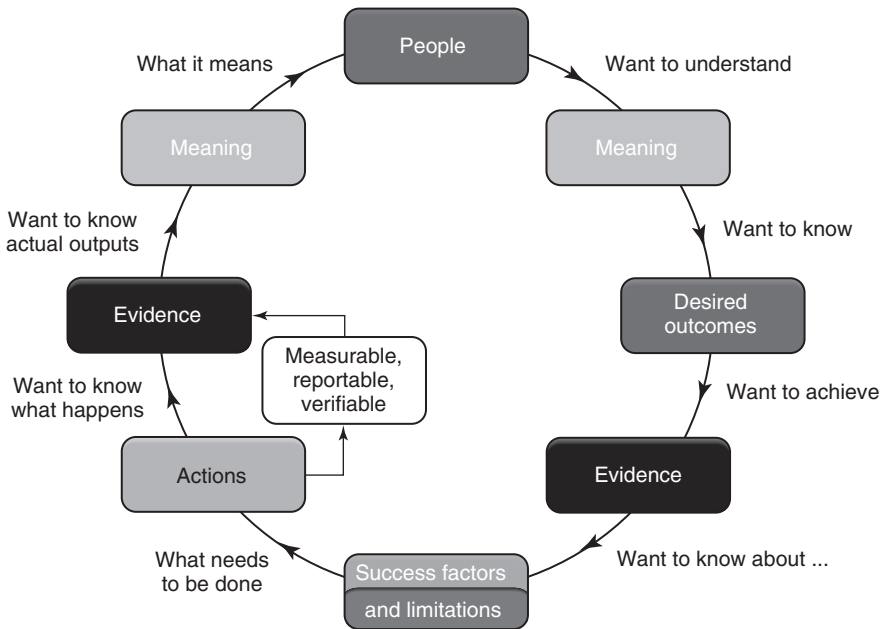 People
What it means
Want to understand
Meaning
Meaning
Want to know
actual outputs
Want to know
Evidence
Desired
outcomes
Measurable,
reportable,
verifiable
Want to know
what happens
Want to achieve
Actions
Evidence
What needs
to be done
Success factors
and limitations
Want to know about ...